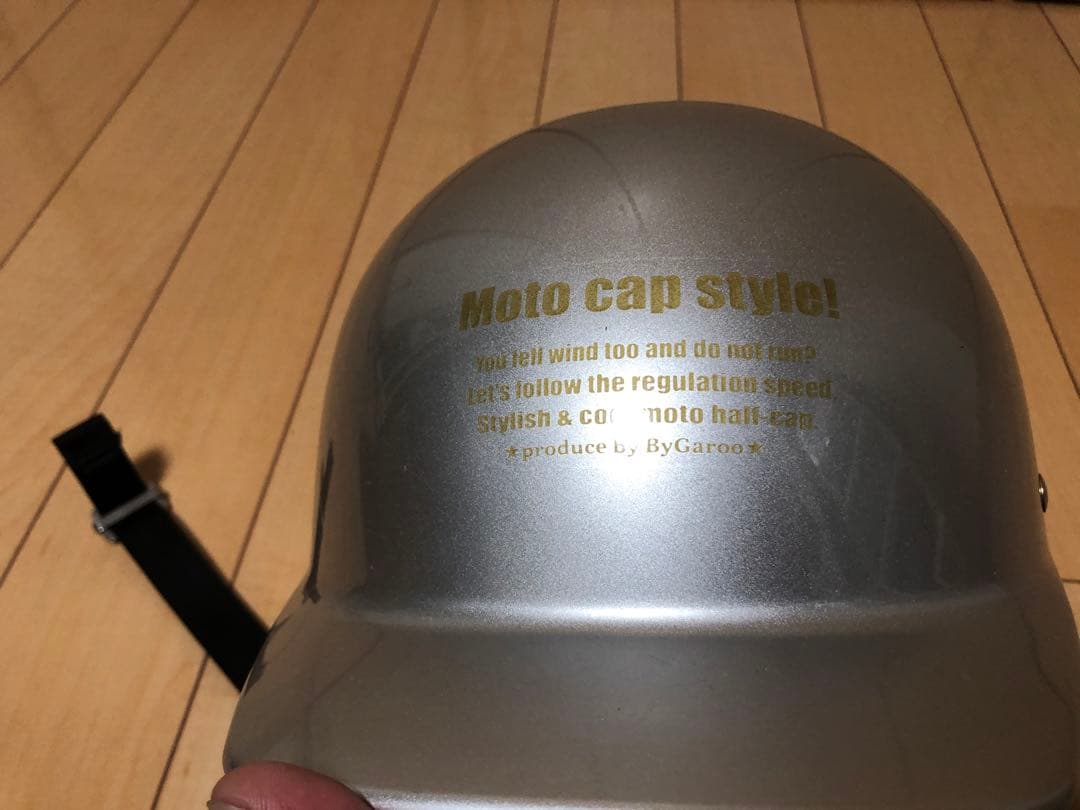 Moto cap style!
You fell wind too and do not run?
Let's follow the regulation speed
Stylish & moto half-cap.
★produce by ByGaroo★